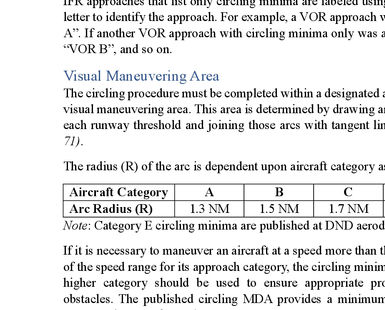 IFR approaches that list only circling minima are labeled using
letter to identify the approach. For example, a VOR approach w
A”. If another VOR approach with circling minima only was a
“VOR B”, and so on.
Visual Maneuvering Area
The circling procedure must be completed within a designated a
visual maneuvering area. This area is determined by drawing ar
each runway threshold and joining those arcs with tangent lin
71).
The radius (R) of the arc is dependent upon aircraft category as
Aircraft Category A B C
Arc Radius (R) 1.3 NM 1.5 NM 1.7 NM
Note: Category E circling minima are published at DND aerod
If it is necessary to maneuver an aircraft at a speed more than th
of the speed range for its approach category, the circling minim
higher category should be used to ensure appropriate pro
obstacles. The published circling MDA provides a minimum